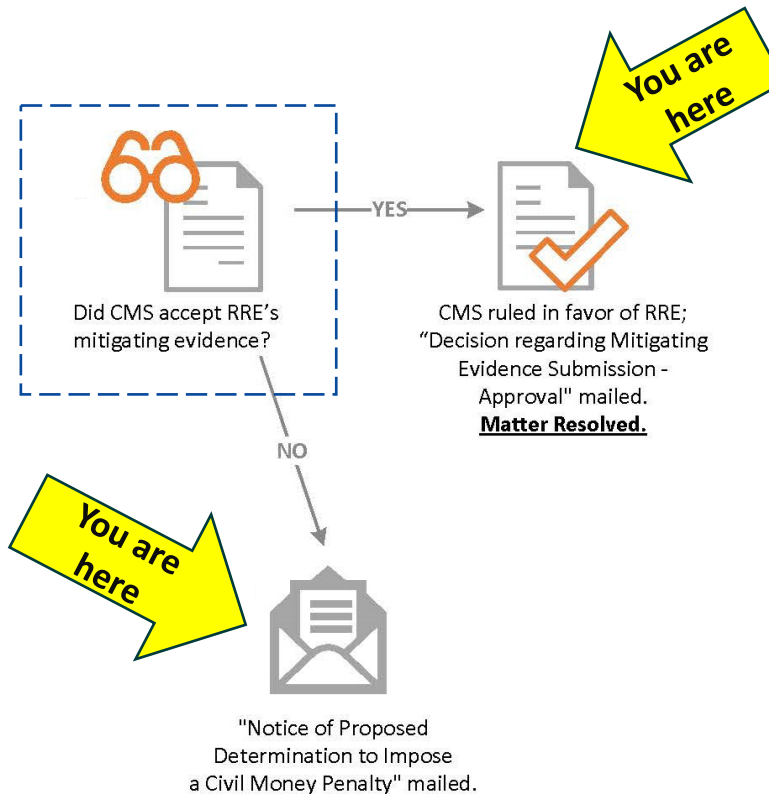 You are
here
YES
Did CMS accept RRE’s
mitigating evidence?
CMS ruled in favor of RRE;
“Decision regarding Mitigating
Evidence Submission -
Approval" mailed.
Matter Resolved.
NO
You are
here
"Notice of Proposed
Determination to Impose
a Civil Money Penalty" mailed.